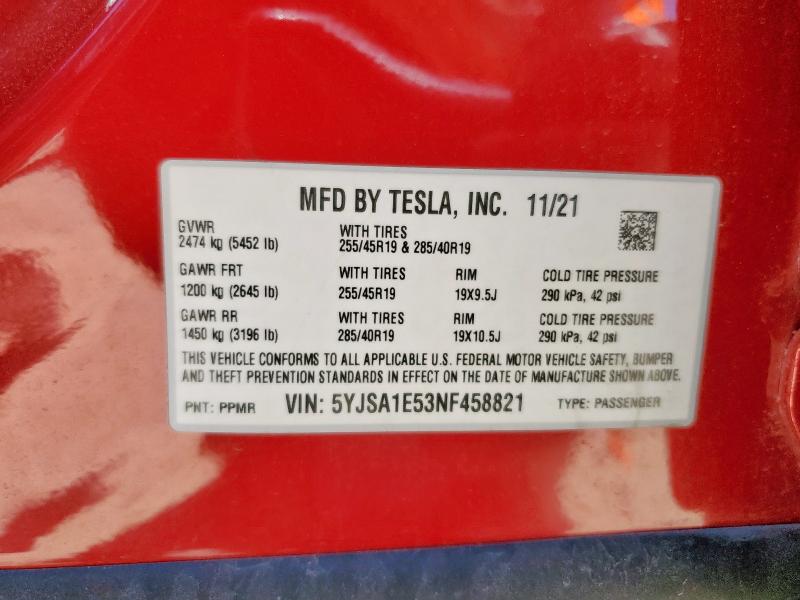 MFD BY TESLA, INC. 11/21
GVWR
2474 kg (5452 lb)
WITH TIRES
255/45R19 & 285/40R19
GAWR FRT WITH TIRES RIM COLD TIRE PRESSURE
1200 kg (2645 lb) 255/45R19 19X9.5J 290 kPa, 42 psi
GAWR RR WITH TIRES RIM COLD TIRE PRESSURE
1450 kg (3196 lb) 285/40R19 19X10.5J 290 kPa, 42 psi
THIS VEHICLE CONFORMS TO ALL APPLICABLE U.S. FEDERAL MOTOR VEHICLE SAFETY, BUMPER
AND THEFT PREVENTION STANDARDS IN EFFECT ON THE DATE OF MANUFACTURE SHOWN ABOVE.
PNT: PPMR VIN: 5YJSA1E53NF458821 TYPE: PASSENGER